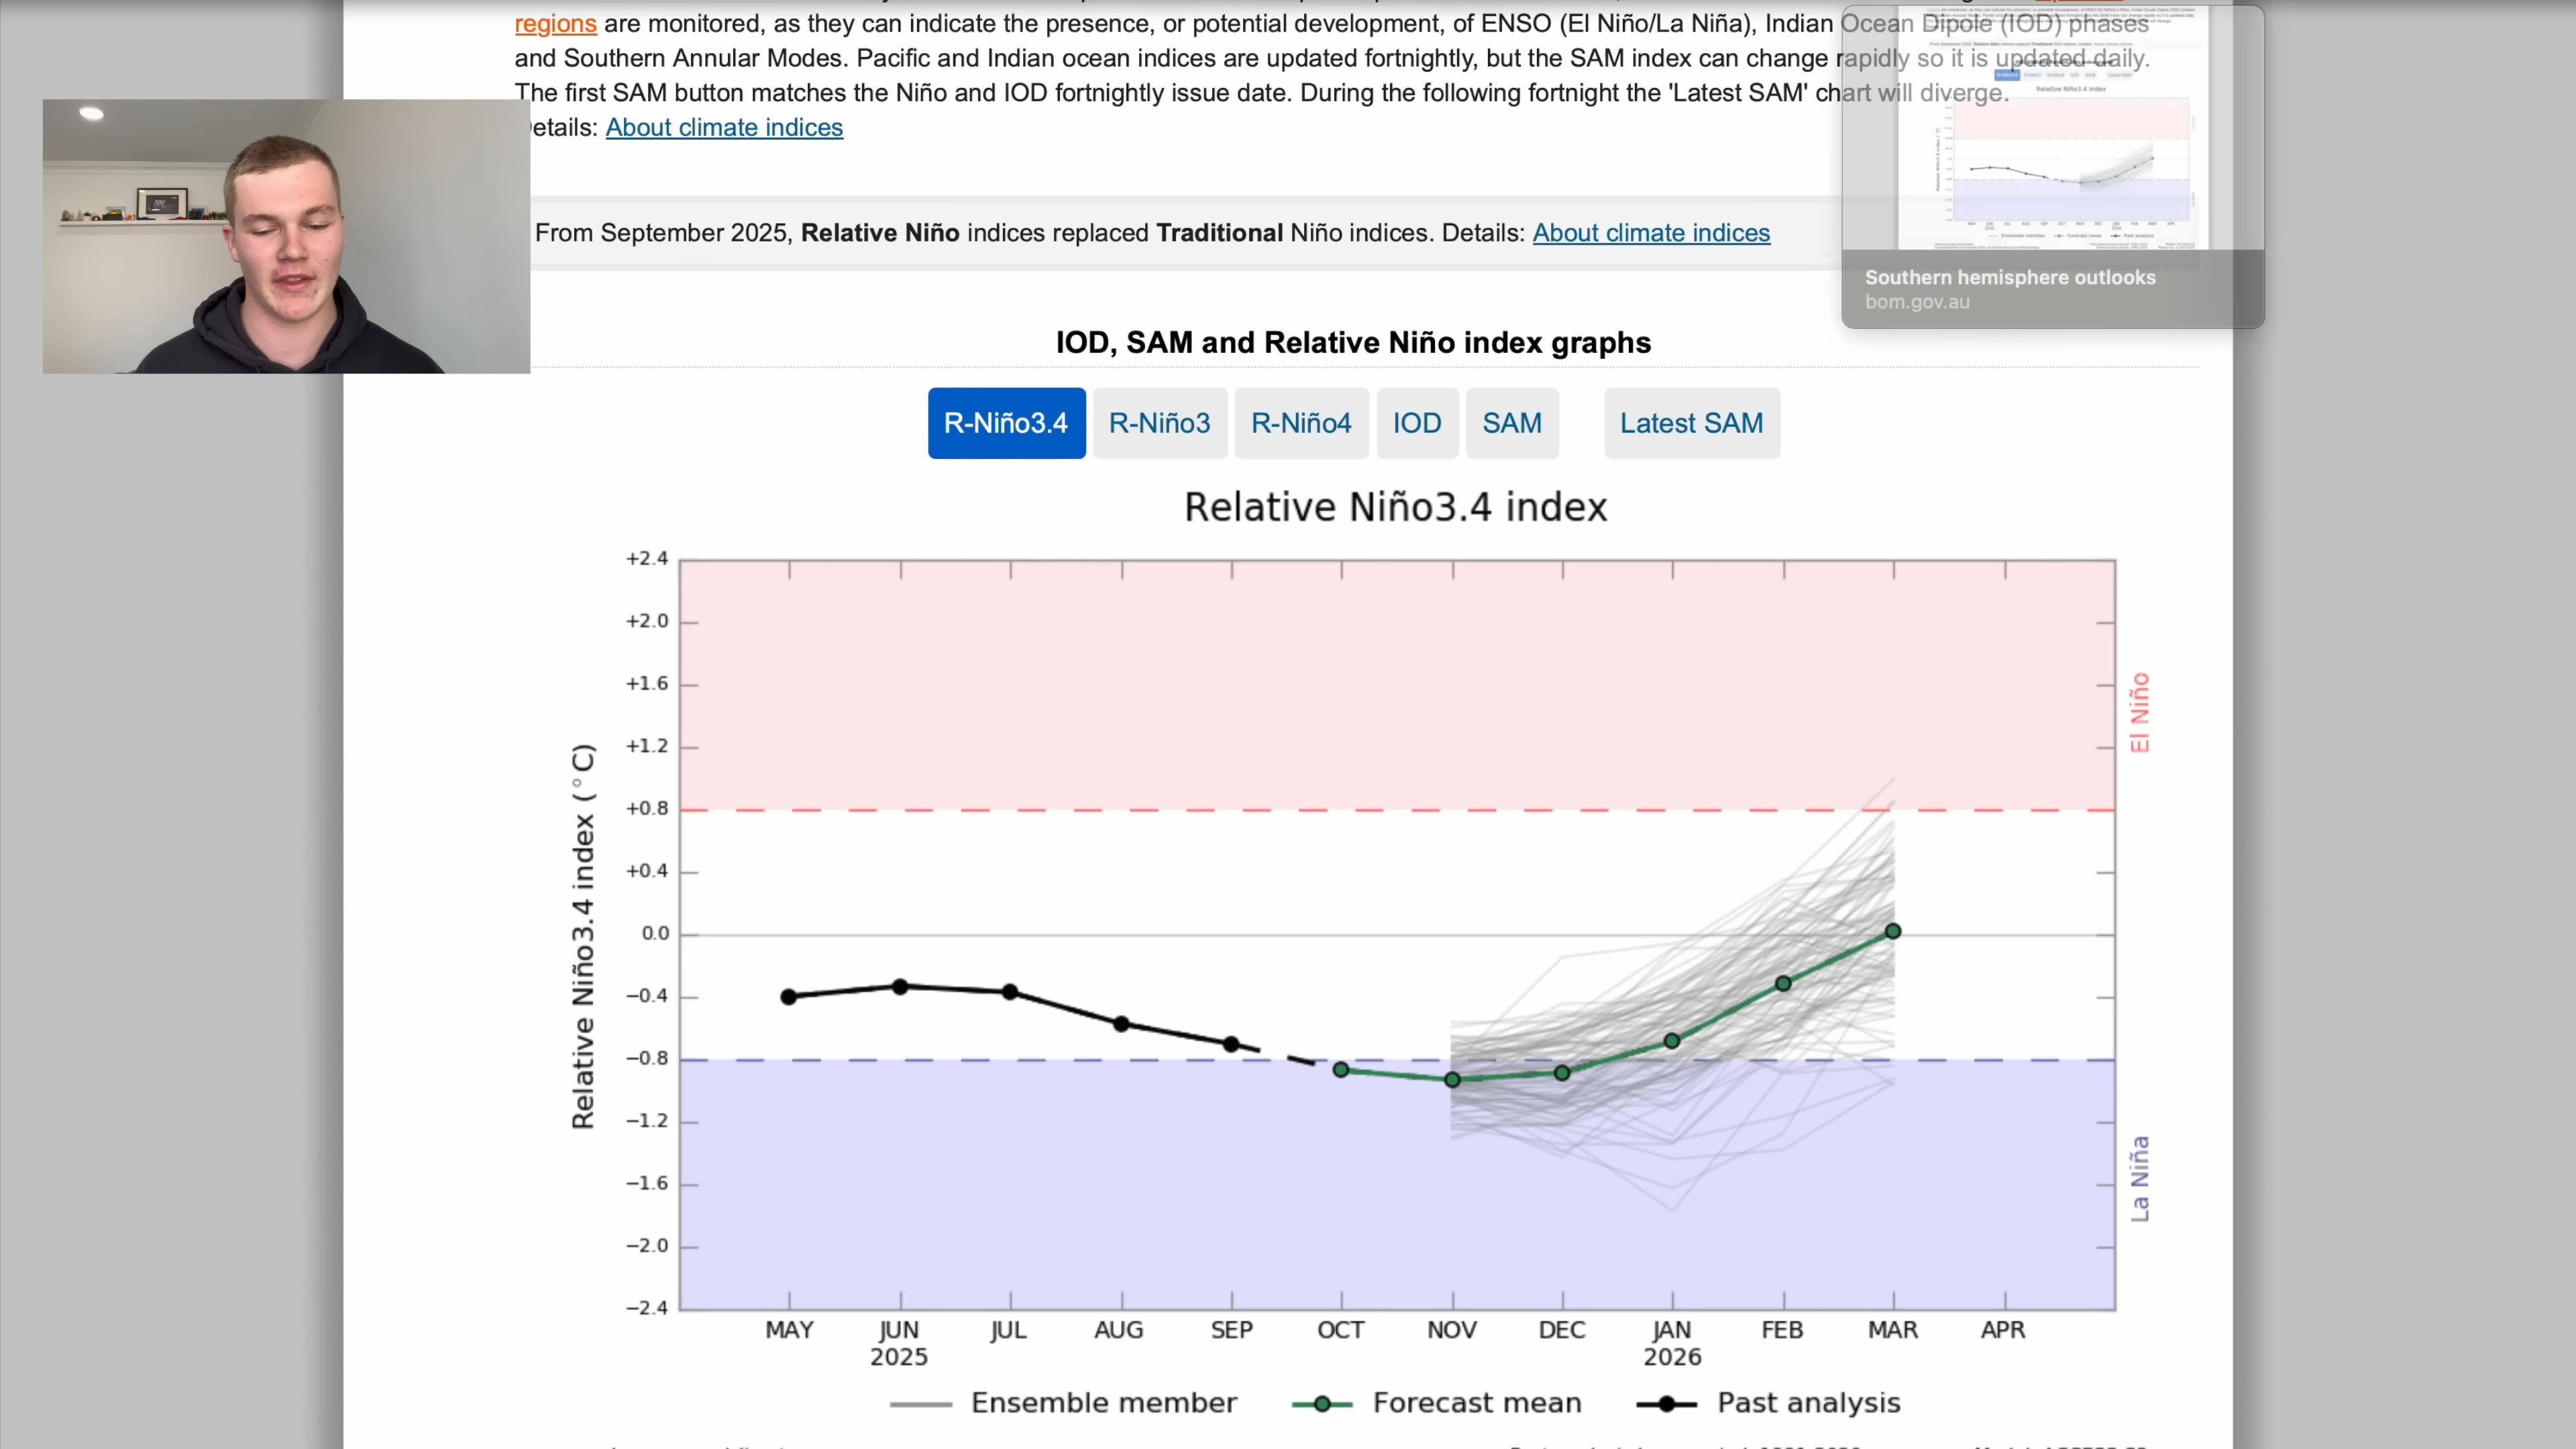 regions are monitored, as they can indicate the presence, or potential development, of ENSO (El Niño/La Niña), Indian Ocean Dipole (IOD) phases
and Southern Annular Modes. Pacific and Indian ocean indices are updated fortnightly, but the SAM index can change rapidly so it is updated daily.
The first SAM button matches the Niño and IOD fortnightly issue date. During the following fortnight the 'Latest SAM' chart will diverge.
etails: About climate indices
From September 2025, Relative Niño indices replaced Traditional Niño indices. Details: About climate indices
Relative Niño3.4 index
Southern hemisphere outlooks
bom.gov.au
IOD, SAM and Relative Niño index graphs
R-Niño3.4 R-Niño3 R-Niño4 IOD SAM Latest SAM
Relative Niño3.4 index
+2.4
+2.0
+1.6
+1.2
+0.8
+0.4
0.0
−0.4
−0.8
−1.2
−1.6
−2.0
−2.4
Relative Niño3.4 index (°C)
El Niño
La Niña
MAY JUN JUL AUG SEP OCT NOV DEC JAN FEB MAR APR
2025 2026
Ensemble member Forecast mean Past analysis